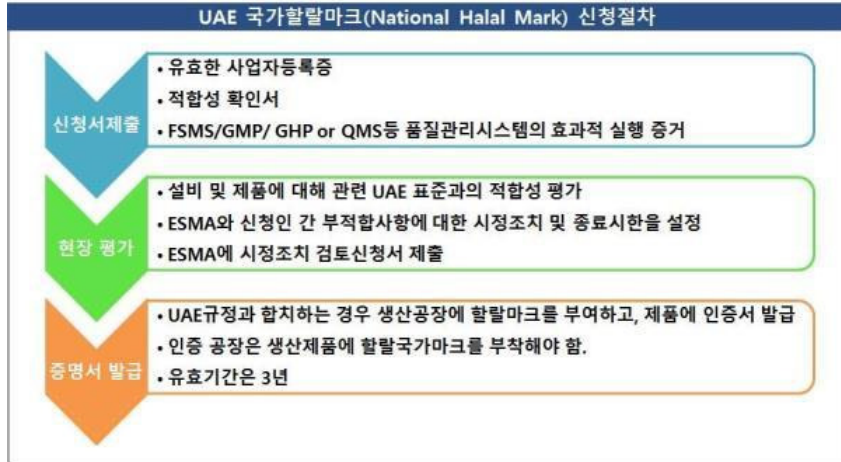 UAE 국가할랄마크(National Halal Mark) 신청절차
신청서제출
• 유효한 사업자등록증
• 적합성 확인서
• FSMS/GMP/ GHP or QMS등 품질관리시스템의 효과적 실행 증거
현장 평가
• 설비 및 제품에 대해 관련 UAE 표준과의 적합성 평가
• ESMA와 신청인 간 부적합사항에 대한 시정조치 및 종료시한을 설정
• ESMA에 시정조치 검토신청서 제출
증명서 발급
• UAE규정과 합치하는 경우 생산공장에 할랄마크를 부여하고, 제품에 인증서 발급
• 인증 공장은 생산제품에 할랄국가마크를 부착해야 함.
• 유효기간은 3년